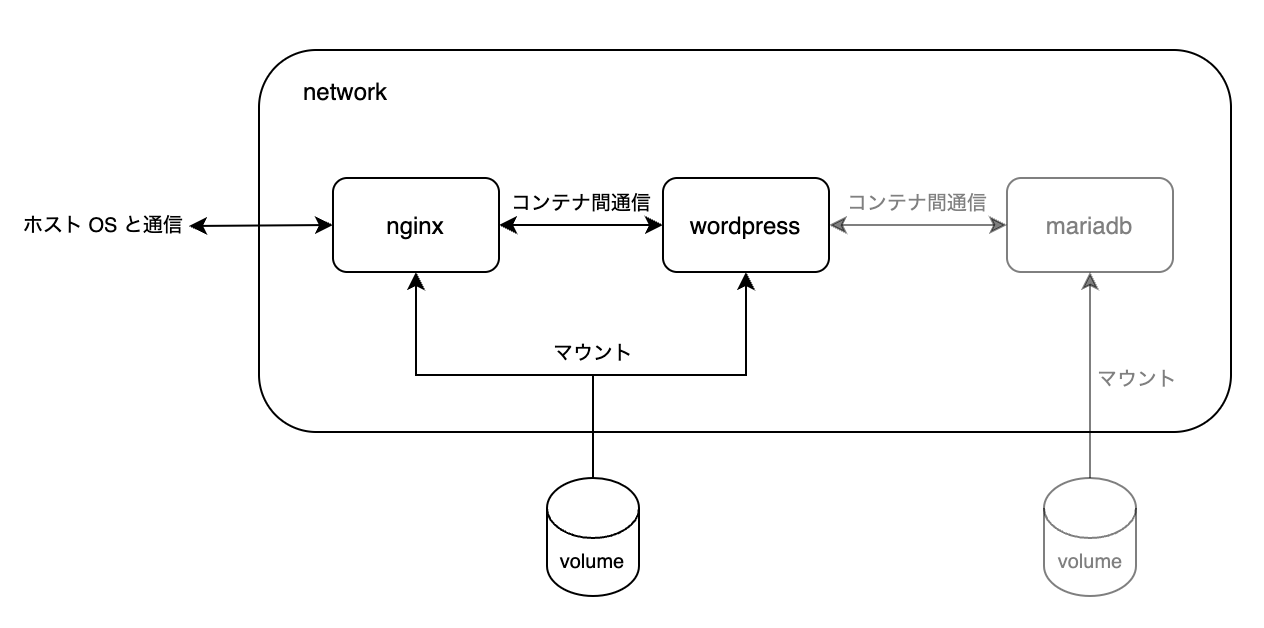 network
ホスト OS と通信
nginx
コンテナ間通信
wordpress
コンテナ間通信
mariadb
マウント
マウント
volume
volume